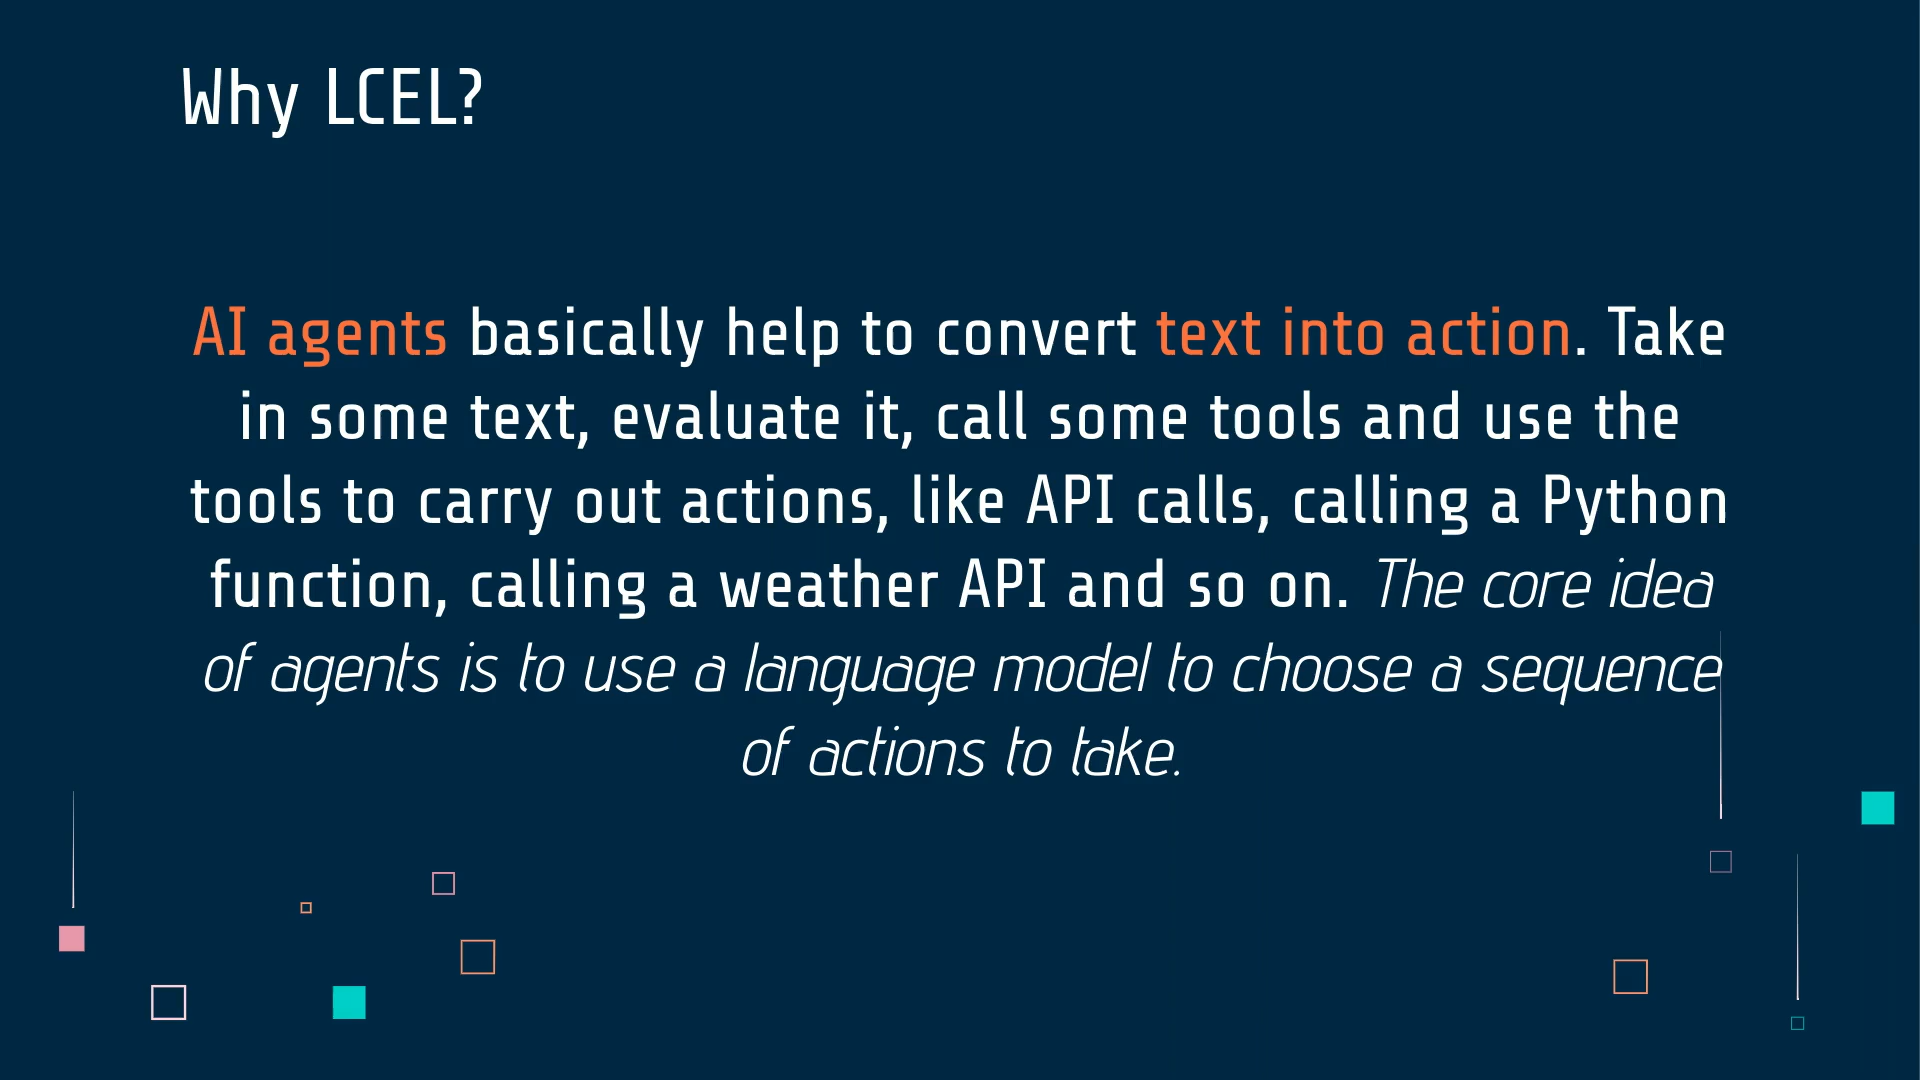 Why LCEL?
AI agents basically help to convert text into action. Take
in some text, evaluate it, call some tools and use the
tools to carry out actions, like API calls, calling a Python
function, calling a weather API and so on. The core idea
of agents is to use a language model to choose a sequence
of actions to take.